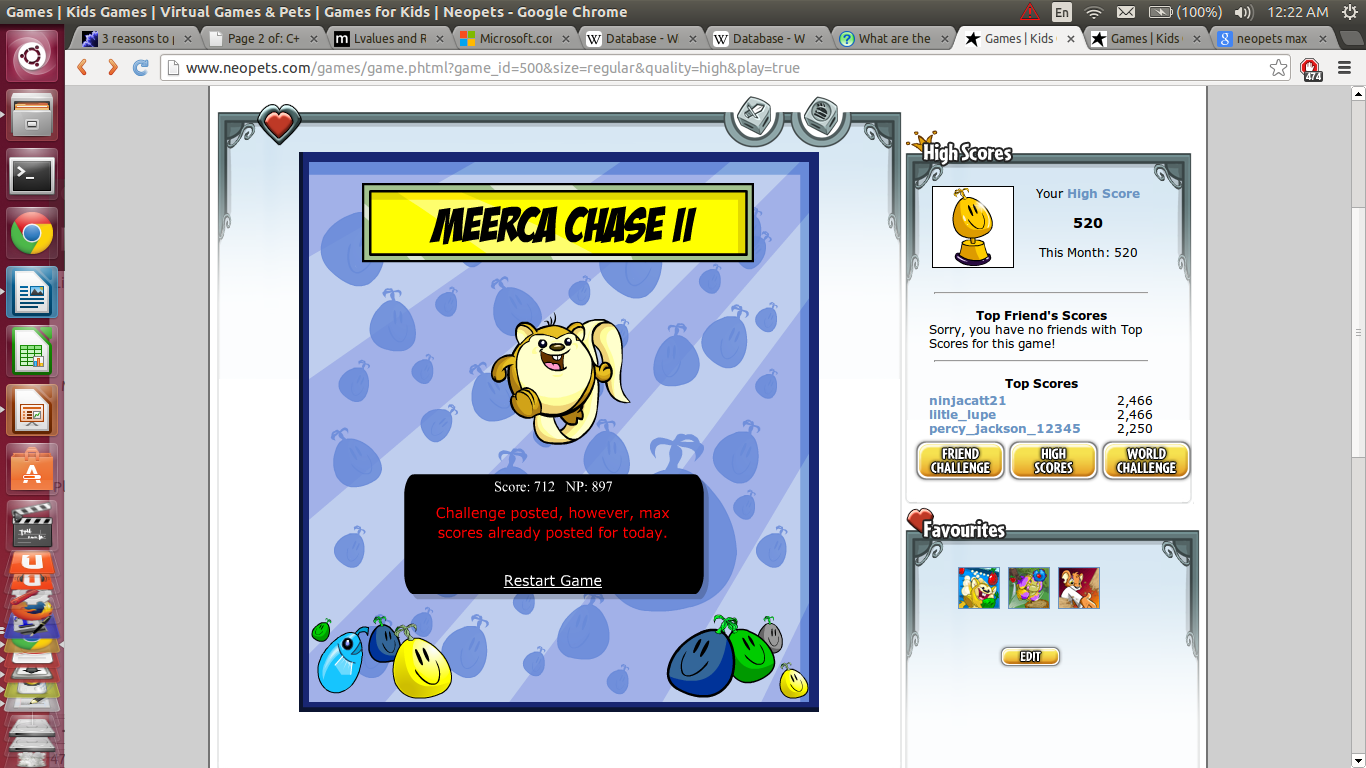 Games | Kids Games | Virtual Games & Pets | Games for Kids | Neopets - Google Chrome
En
(100%)
12:22 AM
3 reasons to p
Page 2 of: C+
Lvalues and R
Microsoft.cor
Database - W
Database - W
What are the
Games | Kids
Games | Kids
neopets max
www.neopets.com/games/game.phtml?game_id=500&size=regular&quality=high&play=true
474
MEERCA CHASE II
Score: 712 NP: 897
Challenge posted, however, max
scores already posted for today.
Restart Game
High Scores
Your High Score
520
This Month: 520
Top Friend's Scores
Sorry, you have no friends with Top
Scores for this game!
Top Scores
ninjacatt21 2,466
liltle_lupe 2,466
percy_jackson_12345 2,250
FRIEND
CHALLENGE
HIGH
SCORES
WORLD
CHALLENGE
Favourites
EDIT